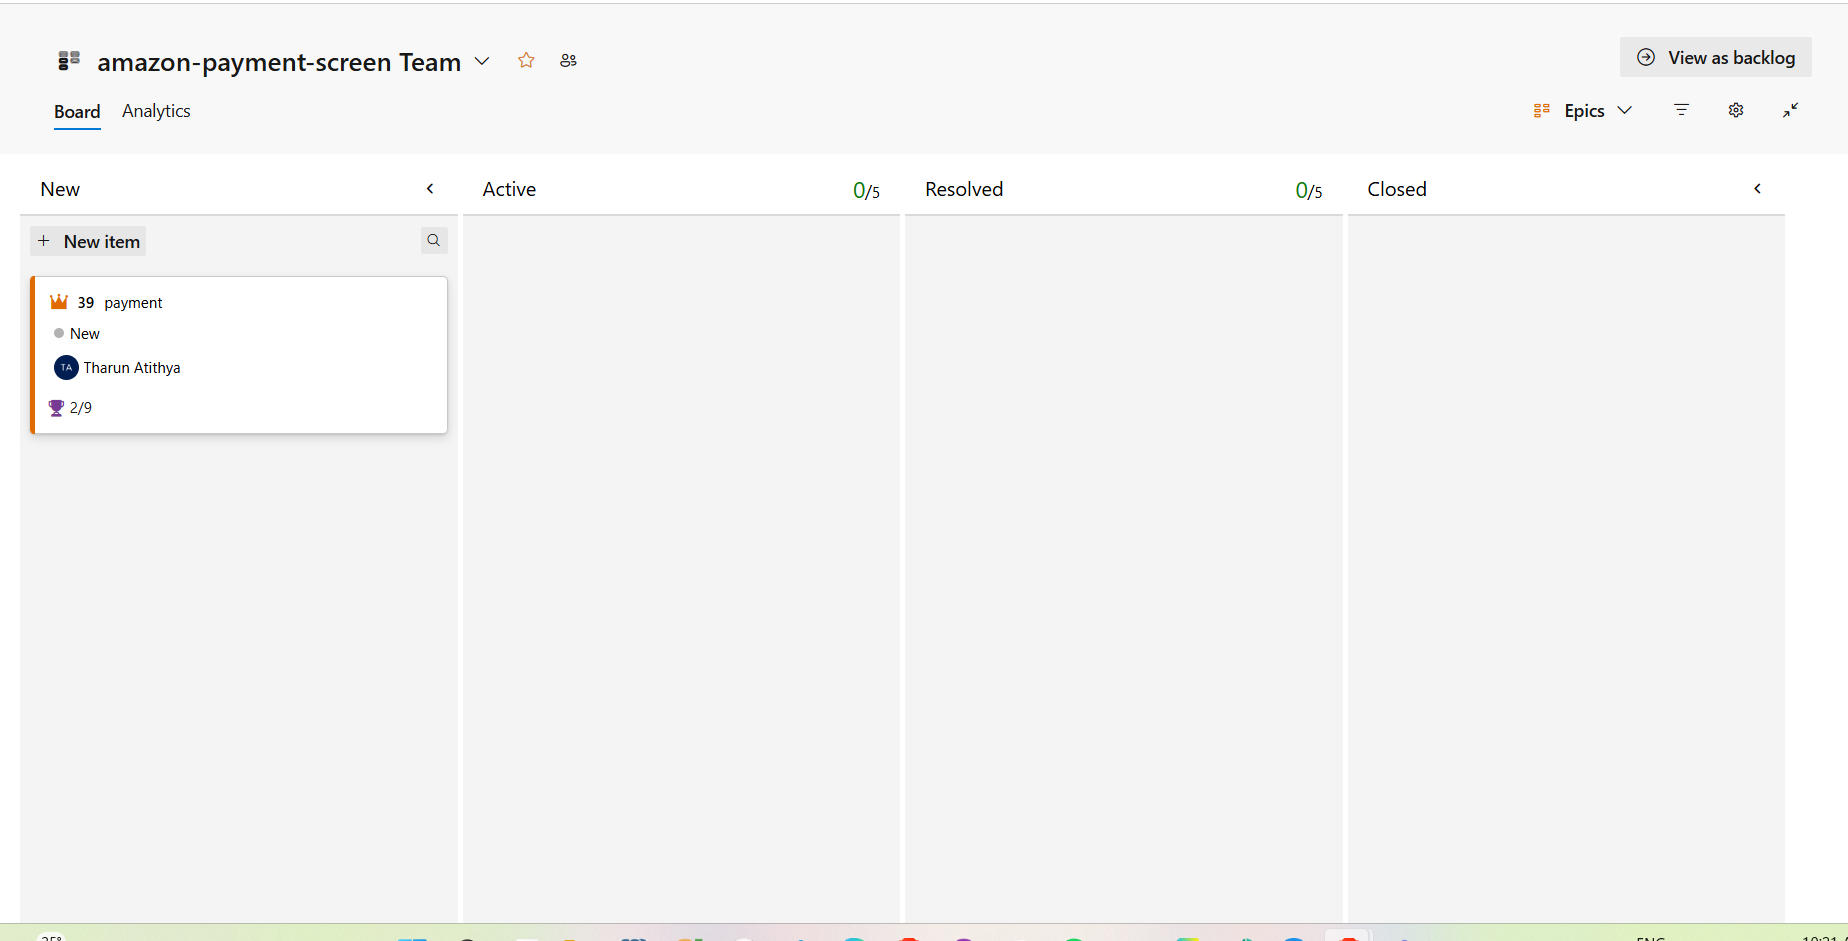 amazon-payment-screen Team
View as backlog
Board Analytics
Epics
New
Active 0/5
Resolved 0/5
Closed
+ New item
39 payment
New
TA Tharun Atithya
2/9